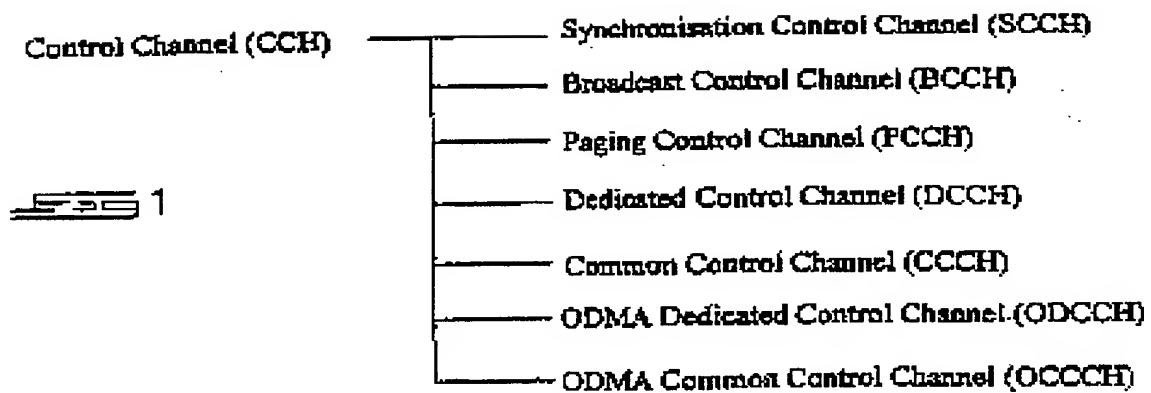 Control Channel (CCH)
Synchronisation Control Channel (SCCH)
Broadcast Control Channel (BCCH)
Paging Control Channel (PCCH)
Dedicated Control Channel (DCCH)
1
Common Control Channel (CCCH)
ODMA Dedicated Control Channel (ODCCH)
ODMA Common Control Channel (OCCCH)